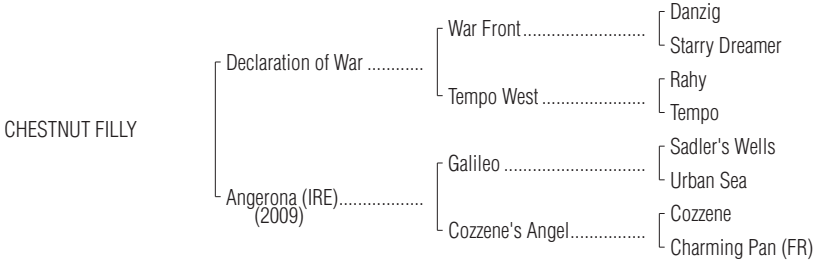 CHESTNUT FILLY
Declaration of War ............
Angerona (IRE)..................
(2009)
War Front..........................
Tempo West ......................
Galileo ..............................
Cozzene's Angel................
Danzig
Starry Dreamer
Rahy
Tempo
Sadler's Wells
Urban Sea
Cozzene
Charming Pan (FR)